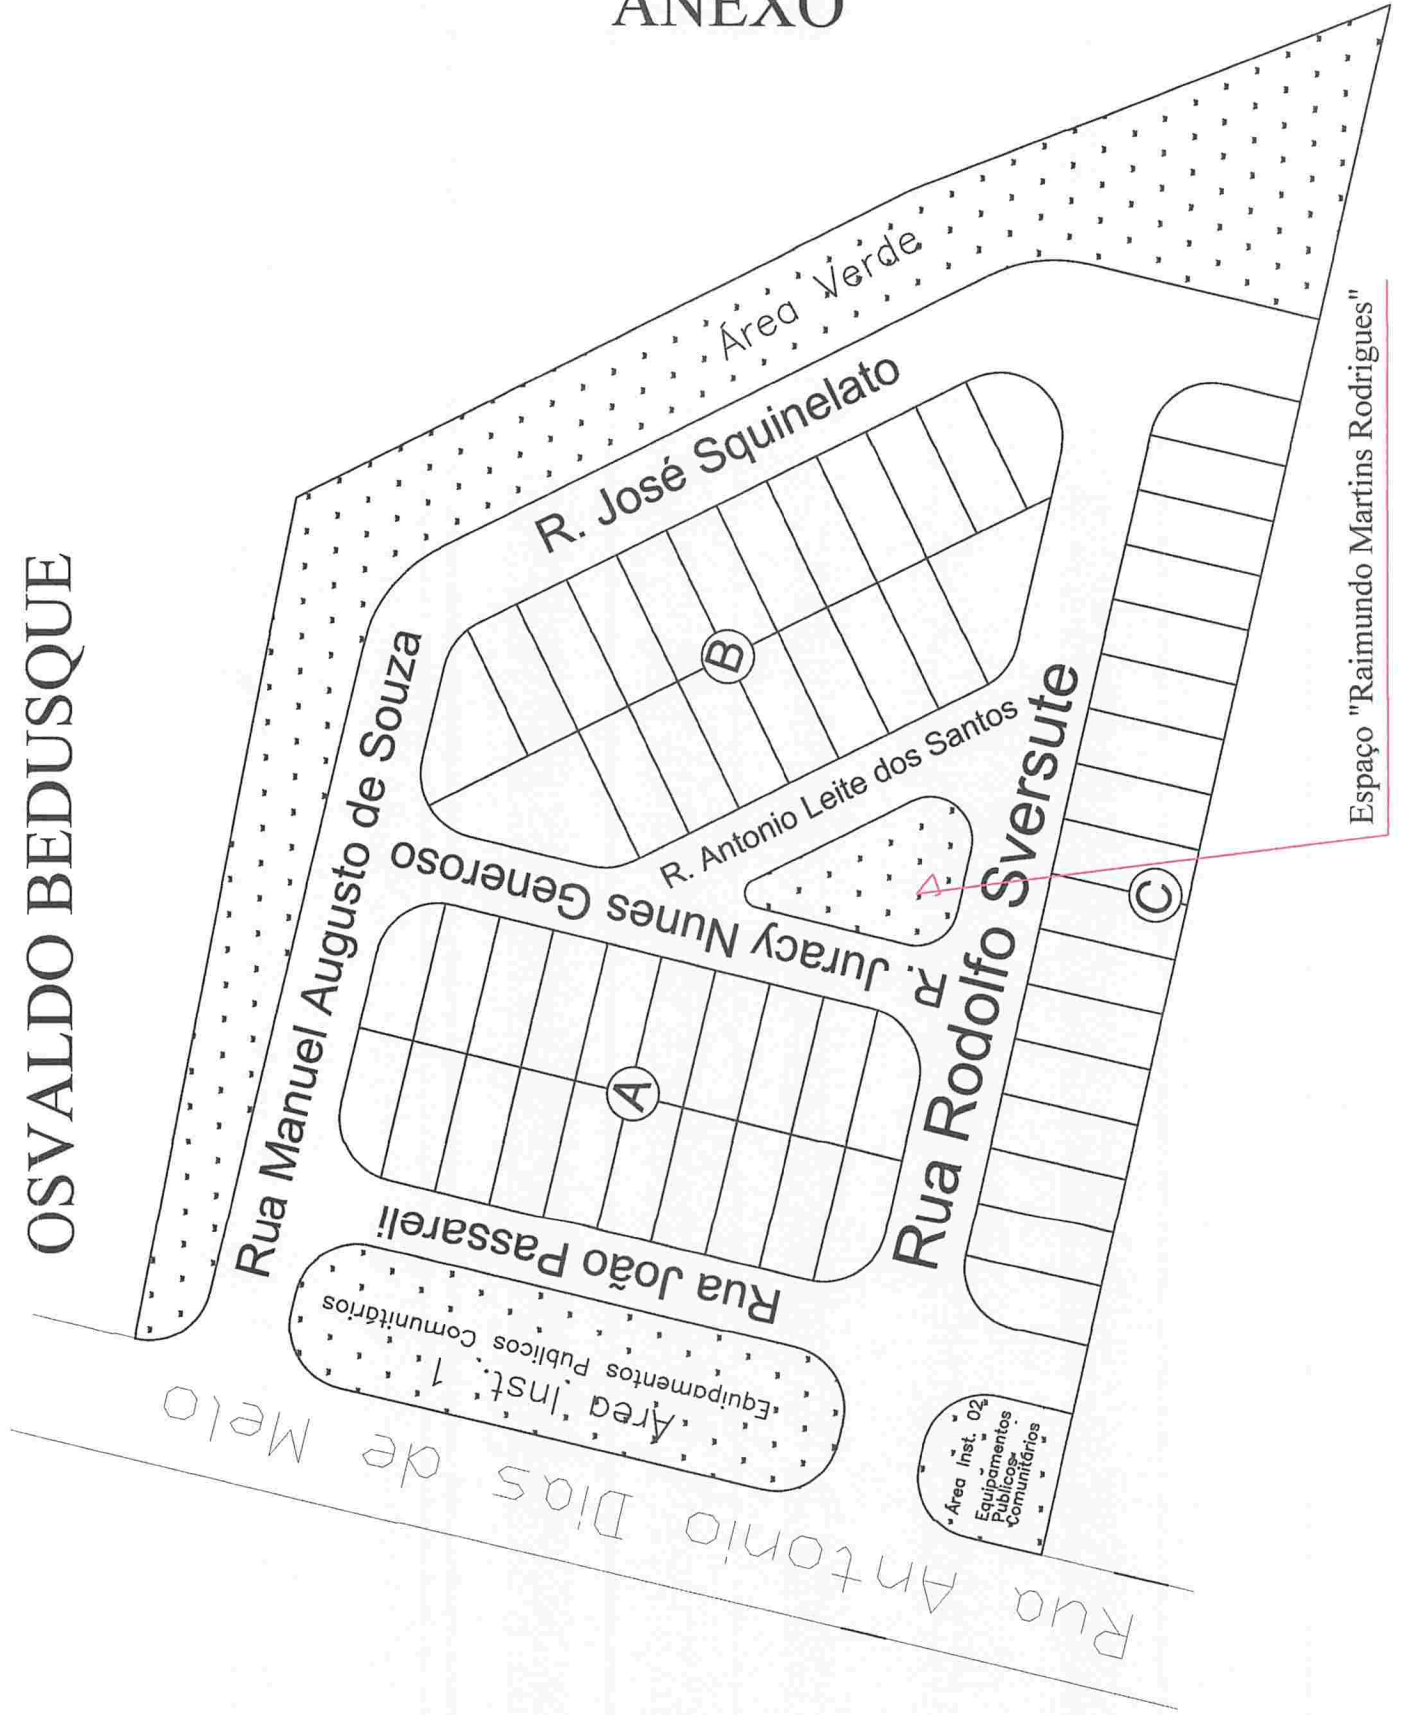 ANEXO
OSVALDO BEDUSQUE
Área Verde
R. José Squinelato
Rua Manuel Augusto de Souza
B
R. Antonio Leite dos Santos
R. Juracy Nunes Generoso
A
Rua Rodolfo Sversute
C
Espaço "Raimundo Martins Rodrigues"
Rua João Passareli
Área Inst. 1
Equipamentos Publicos Comunitários
Área Inst. 02
Equipamentos
Publicos
Comunitários
Rua Antonio Dias de Melo